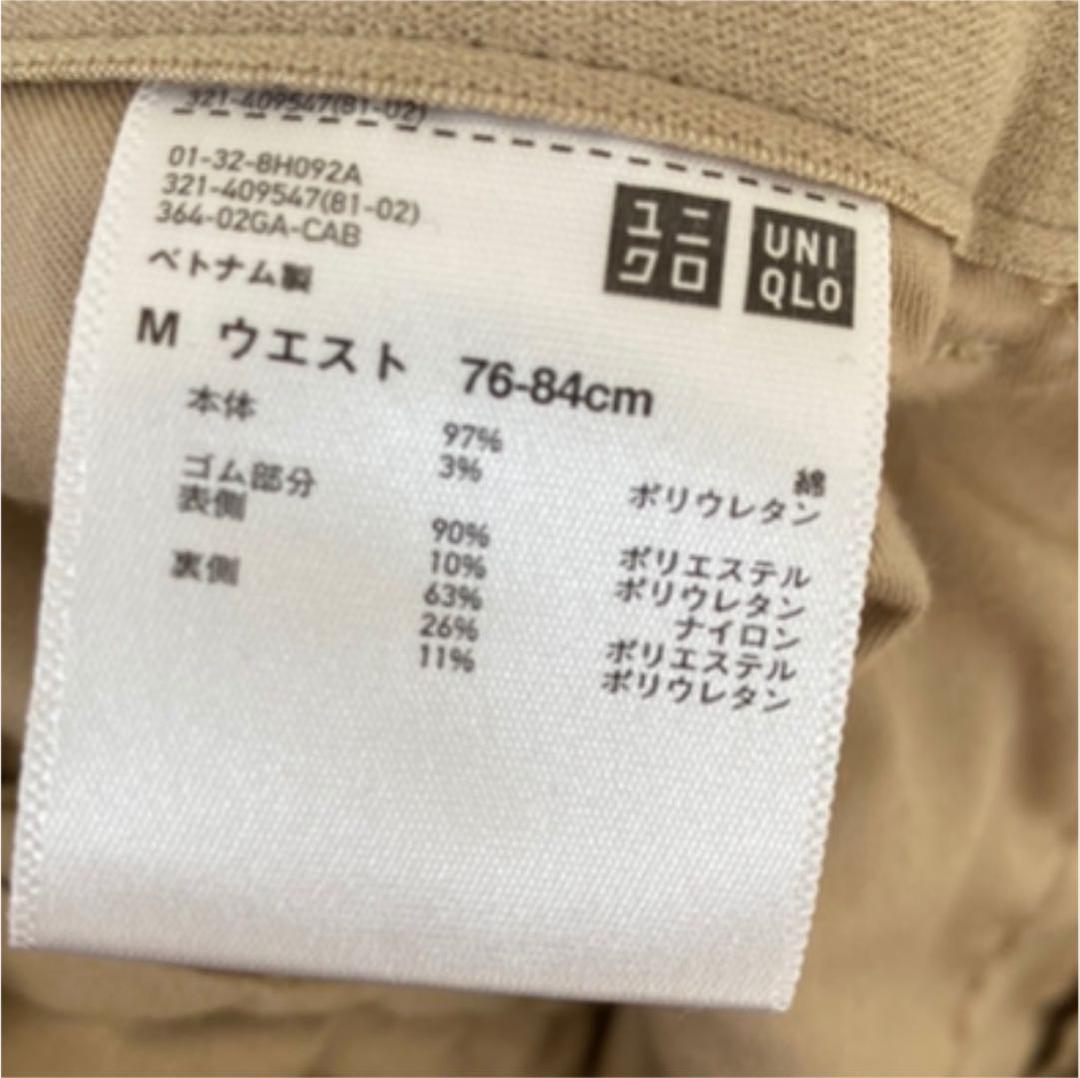 321-409547(81-02)
01-32-8H092A
321-409547(81-02)
364-02GA-CAB
ベトナム製
ユニ
クロ
UNI
QLO
M ウエスト 76-84cm
本体
97% 綿
3% ポリウレタン
ゴム部分
表側
90% ポリエステル
10% ポリウレタン
裏側
63% ナイロン
26% ポリエステル
11% ポリウレタン